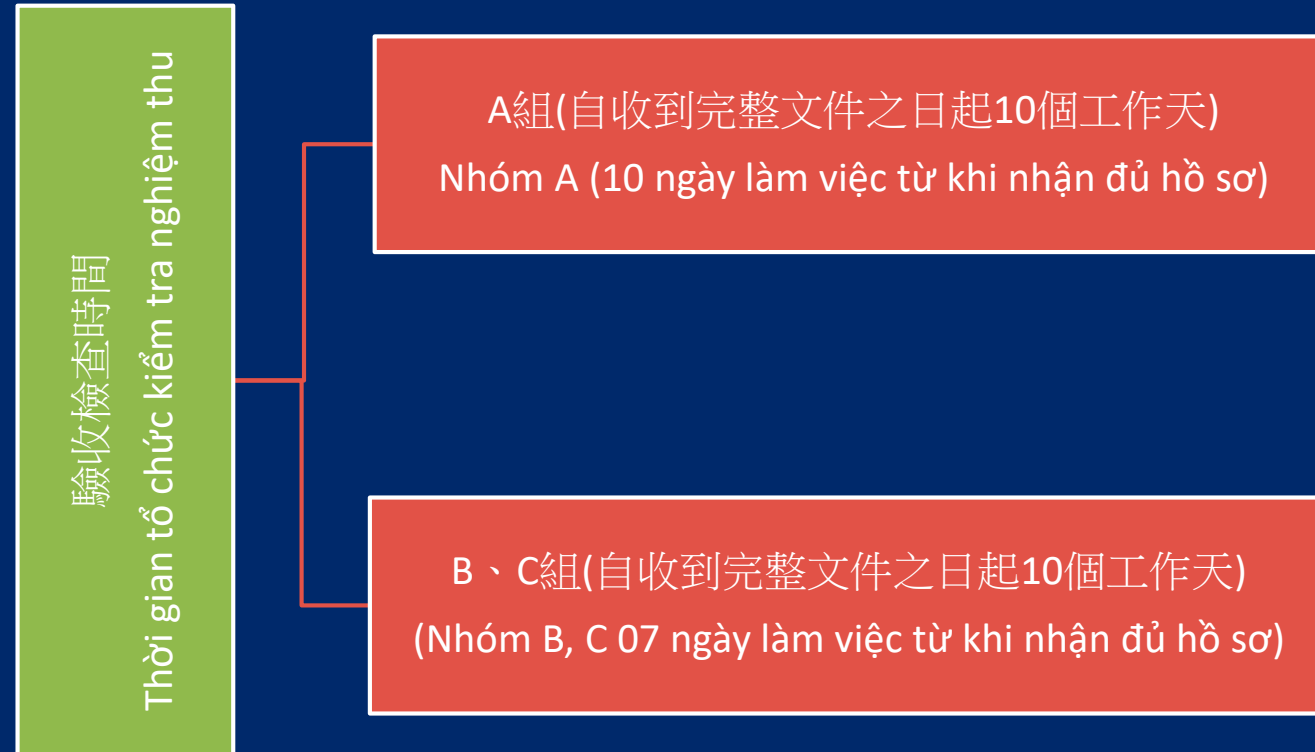 驗收檢查時間
Thời gian tổ chức kiểm tra nghiệm thu
A組(自收到完整文件之日起10個工作天)
Nhóm A (10 ngày làm việc từ khi nhận đủ hồ sơ)
B、C組(自收到完整文件之日起10個工作天)
(Nhóm B, C 07 ngày làm việc từ khi nhận đủ hồ sơ)